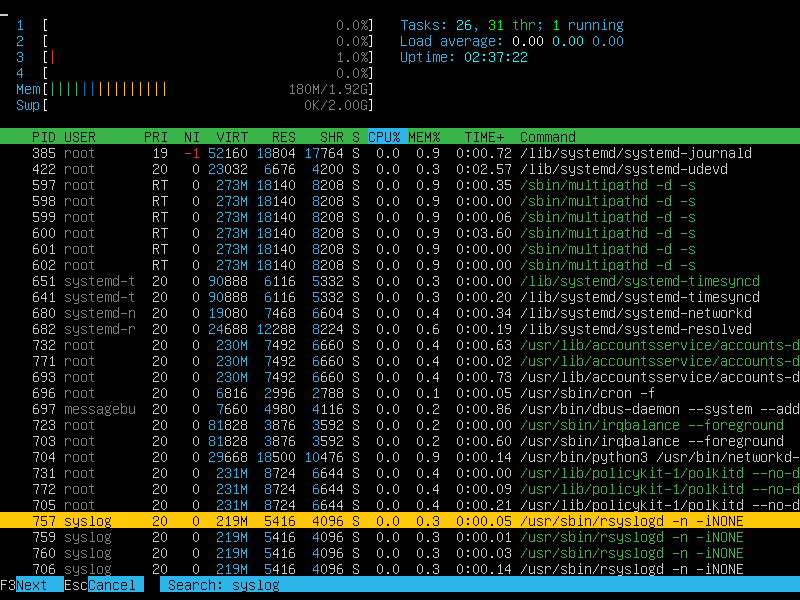 1 [ 0.0%] Tasks: 26, 31 thr; 1 running
2 [ 0.0%] Load average: 0.00 0.00 0.00
3 [| 1.0%] Uptime: 02:37:22
4 [ 0.0%]
Mem[||||||||||||||| 180M/1.92G]
Swp[ 0K/2.00G]
PID USER PRI NI VIRT RES SHR S CPU% MEM% TIME+ Command
385 root 19 -1 52160 18804 17764 S 0.0 0.9 0:00.72 /lib/systemd/systemd-journald
422 root 20 0 23032 6676 4200 S 0.0 0.3 0:02.57 /lib/systemd/systemd-udevd
597 root RT 0 273M 18140 8208 S 0.0 0.9 0:00.35 /sbin/multipathd -d -s
598 root RT 0 273M 18140 8208 S 0.0 0.9 0:00.00 /sbin/multipathd -d -s
599 root RT 0 273M 18140 8208 S 0.0 0.9 0:00.06 /sbin/multipathd -d -s
600 root RT 0 273M 18140 8208 S 0.0 0.9 0:03.60 /sbin/multipathd -d -s
601 root RT 0 273M 18140 8208 S 0.0 0.9 0:00.00 /sbin/multipathd -d -s
602 root RT 0 273M 18140 8208 S 0.0 0.9 0:00.00 /sbin/multipathd -d -s
651 systemd-t 20 0 90888 6116 5332 S 0.0 0.3 0:00.00 /lib/systemd/systemd-timesyncd
641 systemd-t 20 0 90888 6116 5332 S 0.0 0.3 0:00.20 /lib/systemd/systemd-timesyncd
680 systemd-n 20 0 19080 7468 6604 S 0.0 0.4 0:00.34 /lib/systemd/systemd-networkd
682 systemd-r 20 0 24688 12288 8224 S 0.0 0.6 0:00.19 /lib/systemd/systemd-resolved
732 root 20 0 230M 7492 6660 S 0.0 0.4 0:00.63 /usr/lib/accountsservice/accounts-d
771 root 20 0 230M 7492 6660 S 0.0 0.4 0:00.02 /usr/lib/accountsservice/accounts-d
693 root 20 0 230M 7492 6660 S 0.0 0.4 0:00.73 /usr/lib/accountsservice/accounts-d
696 root 20 0 6816 2996 2788 S 0.0 0.1 0:00.05 /usr/sbin/cron -f
697 messagebu 20 0 7660 4980 4116 S 0.0 0.2 0:00.86 /usr/bin/dbus-daemon --system --add
723 root 20 0 81828 3876 3592 S 0.0 0.2 0:00.00 /usr/sbin/irqbalance --foreground
703 root 20 0 81828 3876 3592 S 0.0 0.2 0:00.60 /usr/sbin/irqbalance --foreground
704 root 20 0 29668 18500 10476 S 0.0 0.9 0:00.14 /usr/bin/python3 /usr/bin/networkd-
731 root 20 0 231M 8724 6644 S 0.0 0.4 0:00.00 /usr/lib/policykit-1/polkitd --no-d
772 root 20 0 231M 8724 6644 S 0.0 0.4 0:00.09 /usr/lib/policykit-1/polkitd --no-d
705 root 20 0 231M 8724 6644 S 0.0 0.4 0:00.21 /usr/lib/policykit-1/polkitd --no-d
757 syslog 20 0 219M 5416 4096 S 0.0 0.3 0:00.05 /usr/sbin/rsyslogd -n -iNONE
759 syslog 20 0 219M 5416 4096 S 0.0 0.3 0:00.01 /usr/sbin/rsyslogd -n -iNONE
760 syslog 20 0 219M 5416 4096 S 0.0 0.3 0:00.03 /usr/sbin/rsyslogd -n -iNONE
706 syslog 20 0 219M 5416 4096 S 0.0 0.3 0:00.14 /usr/sbin/rsyslogd -n -iNONE
F3Next EscCancel Search: syslog